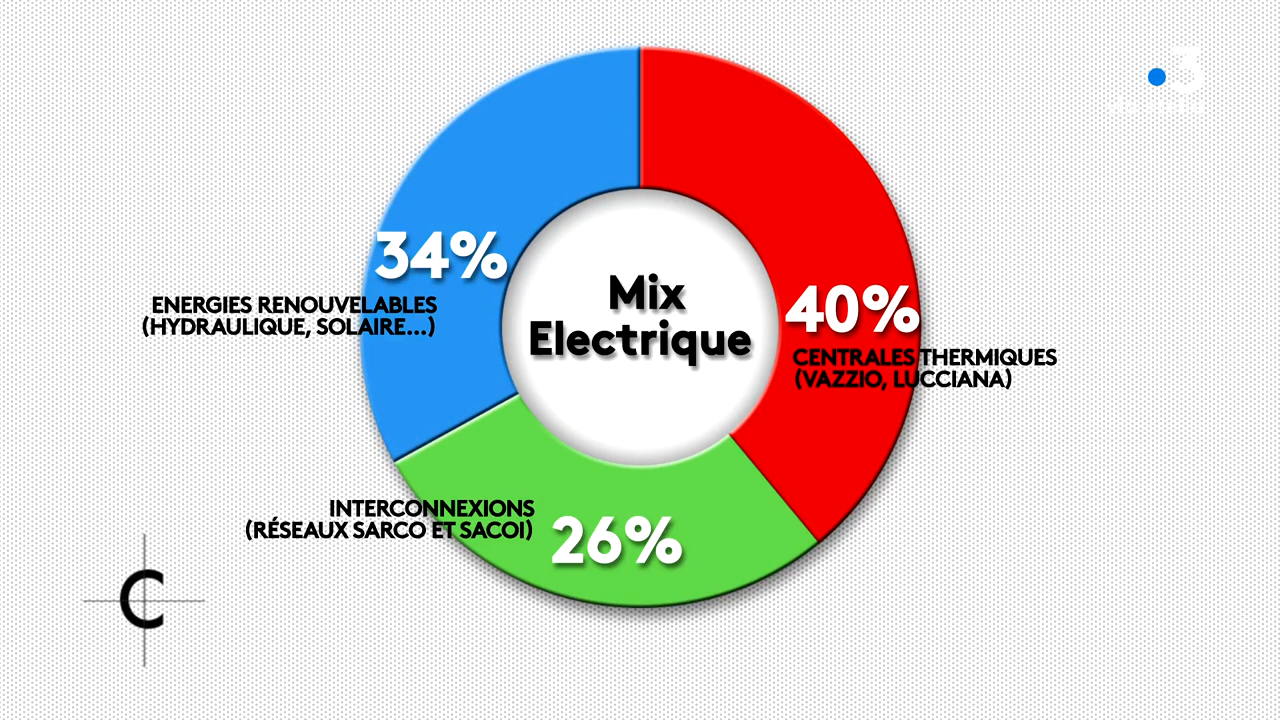 3
34%
ENERGIES RENOUVELABLES
(HYDRAULIQUE, SOLAIRE...)
Mix
Electrique
40%
CENTRALES THERMIQUES
(VAZZIO, LUCCIANA)
INTERCONNEXIONS
(RÉSEAUX SARCO ET SACOI)
26%
C